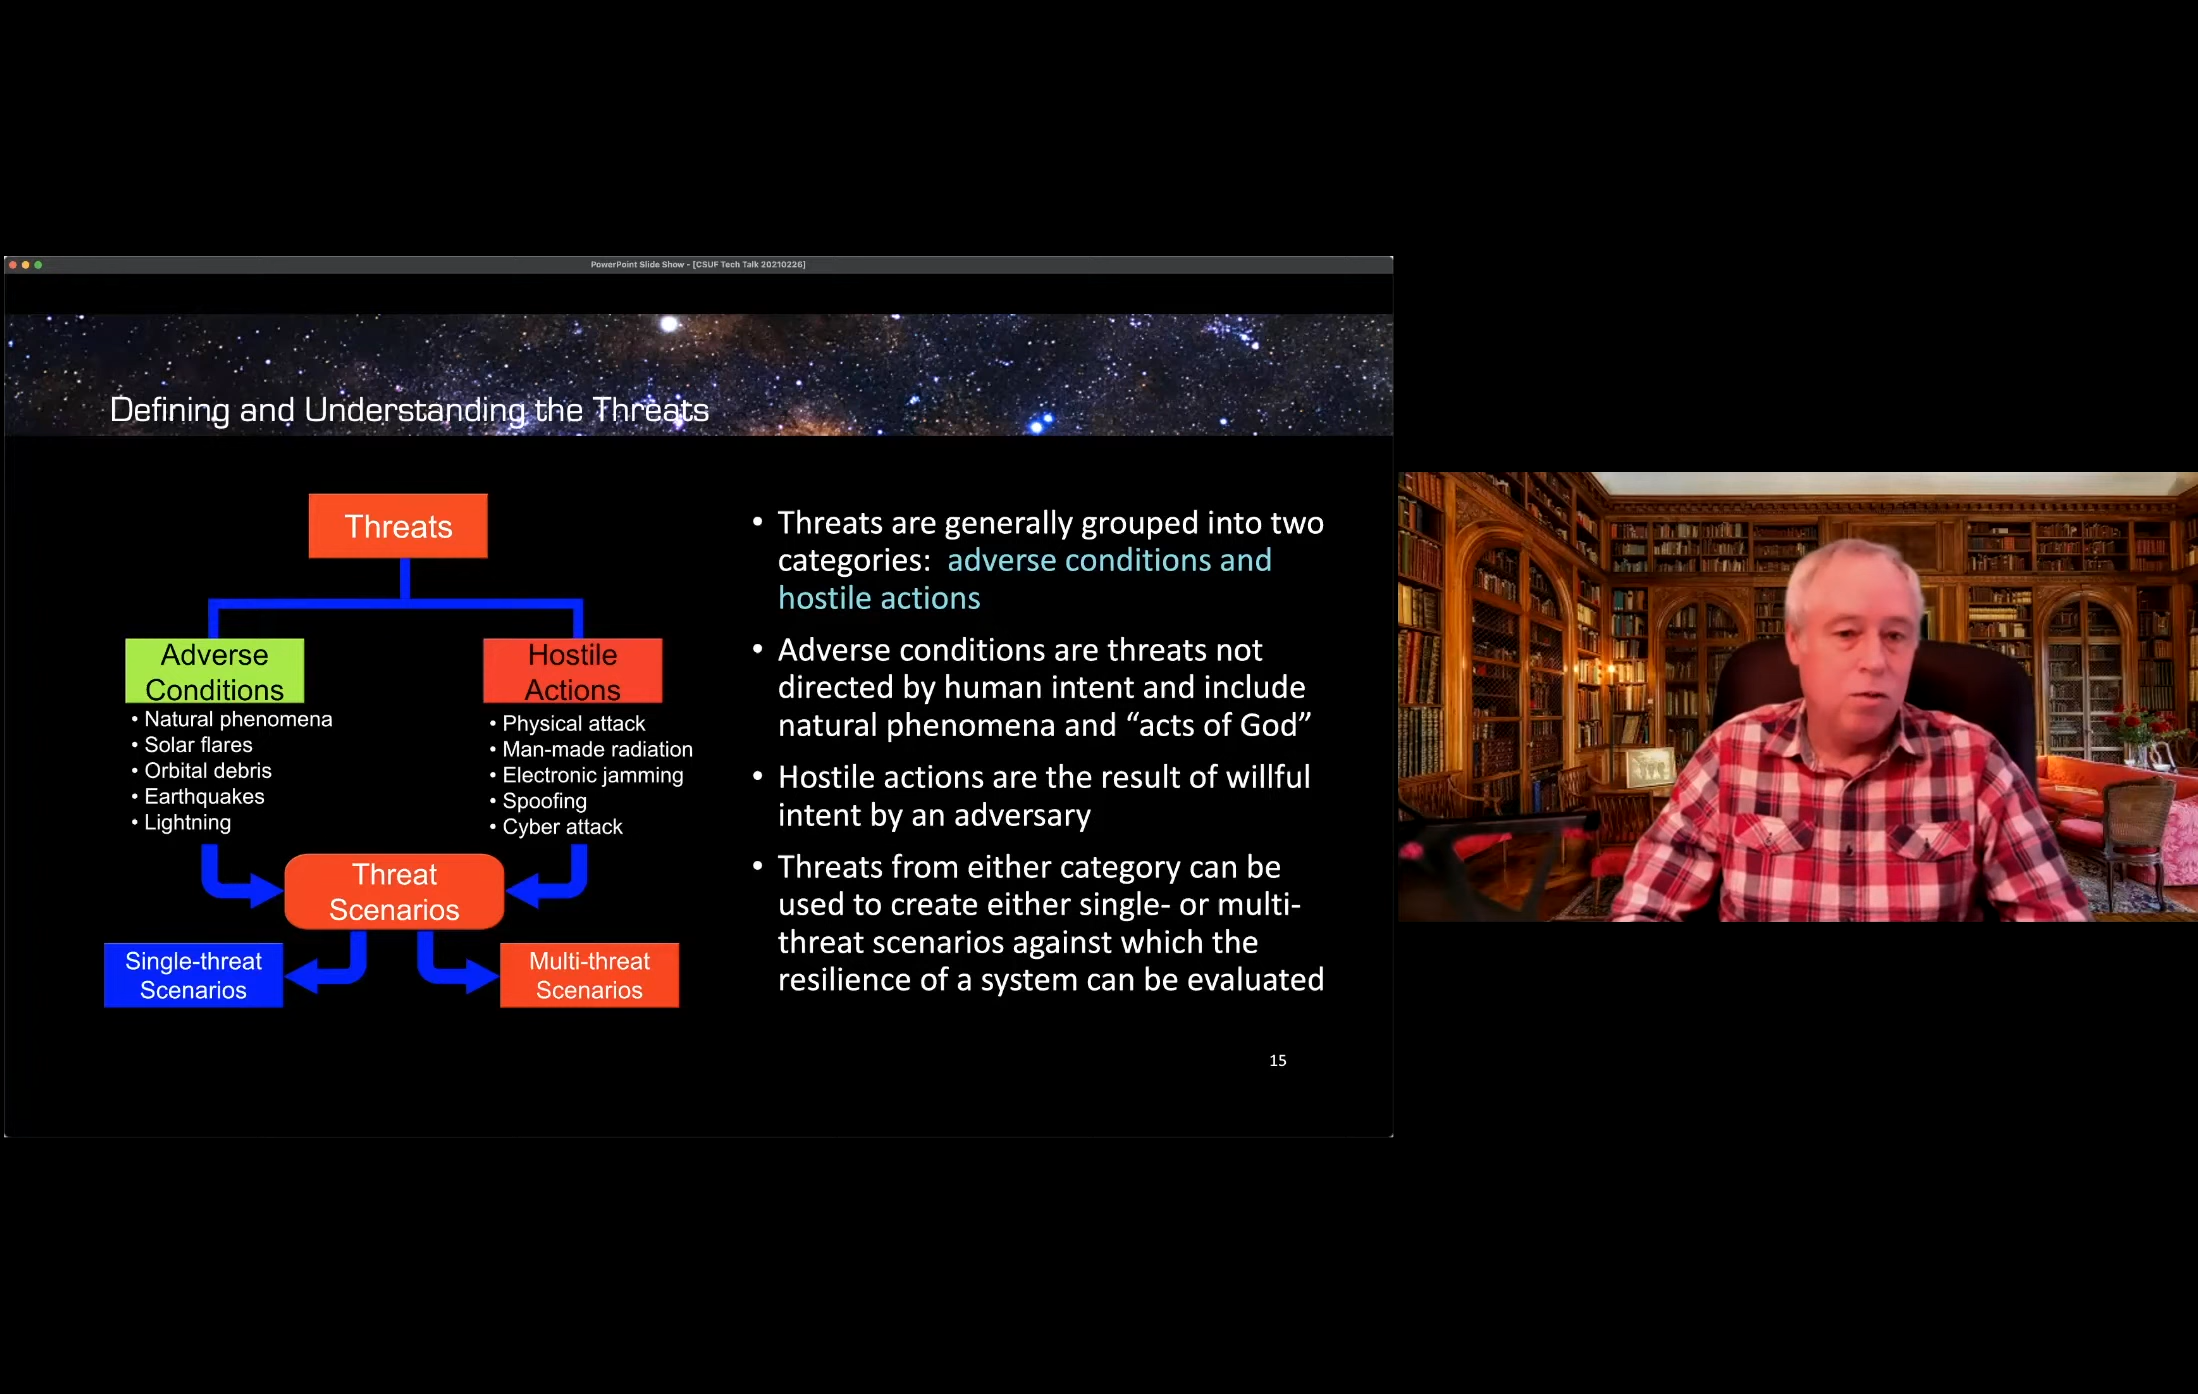 PowerPoint Slide Show - [CSUF Tech Talk 20210226]
Defining and Understanding the Threats
Threats
Adverse
Conditions
• Natural phenomena
• Solar flares
• Orbital debris
• Earthquakes
• Lightning
Hostile
Actions
• Physical attack
• Man-made radiation
• Electronic jamming
• Spoofing
• Cyber attack
Threat
Scenarios
Single-threat
Scenarios
Multi-threat
Scenarios
• Threats are generally grouped into two
categories:  adverse conditions and
hostile actions
• Adverse conditions are threats not
directed by human intent and include
natural phenomena and “acts of God”
• Hostile actions are the result of willful
intent by an adversary
• Threats from either category can be
used to create either single- or multi-
threat scenarios against which the
resilience of a system can be evaluated
15